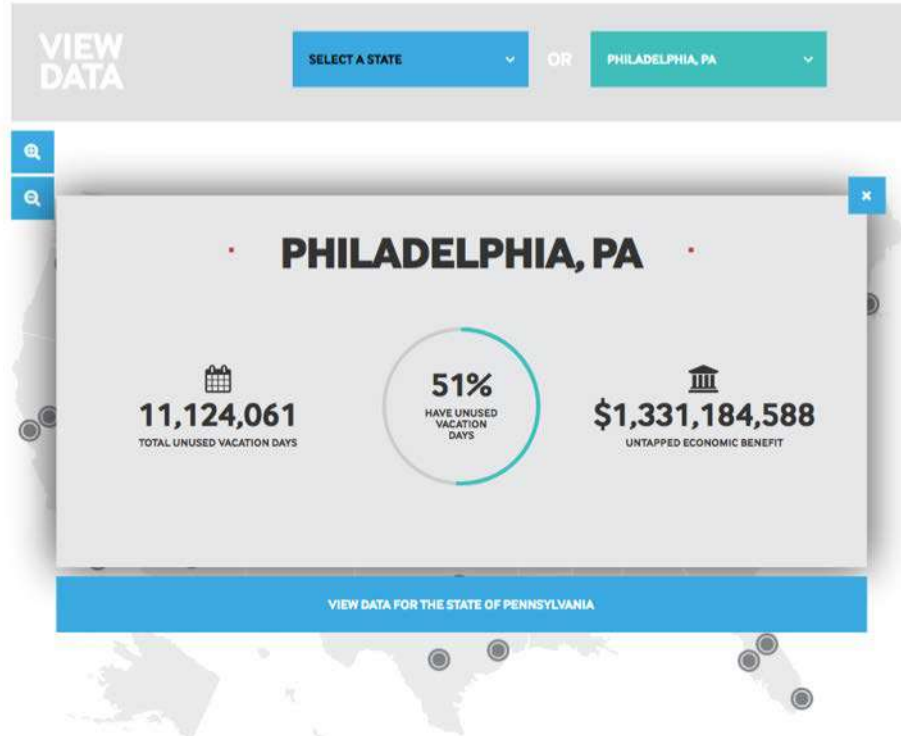 VIEW
DATA
SELECT A STATE
OR
PHILADELPHIA, PA
PHILADELPHIA, PA
11,124,061
TOTAL UNUSED VACATION DAYS
51%
HAVE UNUSED
VACATION
DAYS
$1,331,184,588
UNTAPPED ECONOMIC BENEFIT
VIEW DATA FOR THE STATE OF PENNSYLVANIA